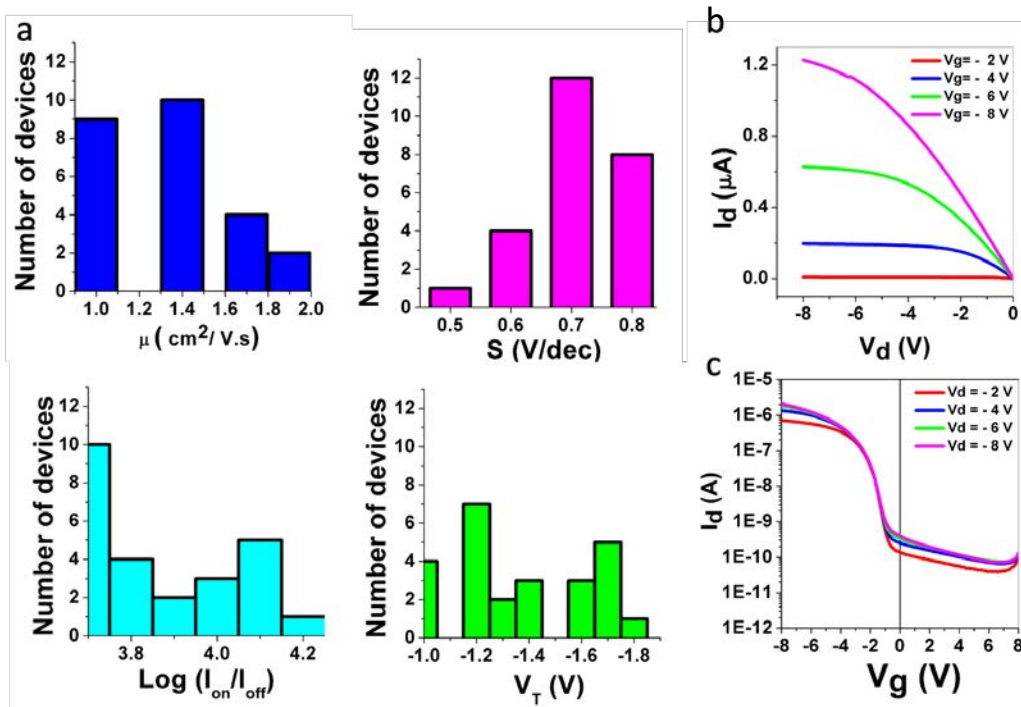 a
Number of devices
12
10
8
6
4
2
0
1.0 1.2 1.4 1.6 1.8 2.0
μ ( cm²/ V.s)
Number of devices
12
10
8
6
4
2
0
0.5 0.6 0.7 0.8
S (V/dec)
b
Vg= - 2 V
Vg= - 4 V
Vg= - 6 V
Vg= - 8 V
I_d (μA)
1.2
0.8
0.4
0.0
-8 -6 -4 -2 0
V_d (V)
Number of devices
12
10
8
6
4
2
0
3.8 4.0 4.2
Log (I_on/I_off)
Number of devices
12
10
8
6
4
2
0
-1.0 -1.2 -1.4 -1.6 -1.8
V_T (V)
c
Vd = - 2 V
Vd = - 4 V
Vd = - 6 V
Vd = - 8 V
I_d (A)
1E-5
1E-6
1E-7
1E-8
1E-9
1E-10
1E-11
1E-12
-8 -6 -4 -2 0 2 4 6 8
Vg (V)